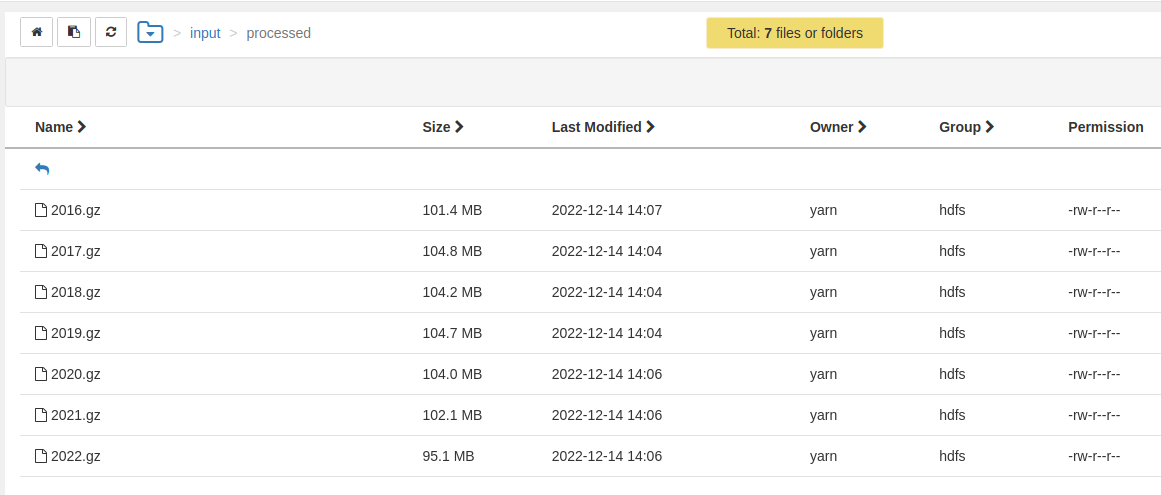 > input > processed Total: 7 files or folders
Name Size Last Modified Owner Group Permission
2016.gz 101.4 MB 2022-12-14 14:07 yarn hdfs -rw-r--r--
2017.gz 104.8 MB 2022-12-14 14:04 yarn hdfs -rw-r--r--
2018.gz 104.2 MB 2022-12-14 14:04 yarn hdfs -rw-r--r--
2019.gz 104.7 MB 2022-12-14 14:04 yarn hdfs -rw-r--r--
2020.gz 104.0 MB 2022-12-14 14:06 yarn hdfs -rw-r--r--
2021.gz 102.1 MB 2022-12-14 14:06 yarn hdfs -rw-r--r--
2022.gz 95.1 MB 2022-12-14 14:06 yarn hdfs -rw-r--r--